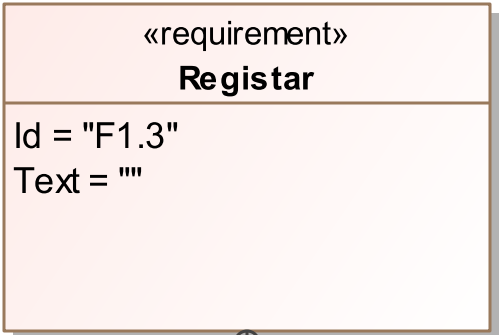 «requirement»
Registar
Id = "F1.3"
Text = ""